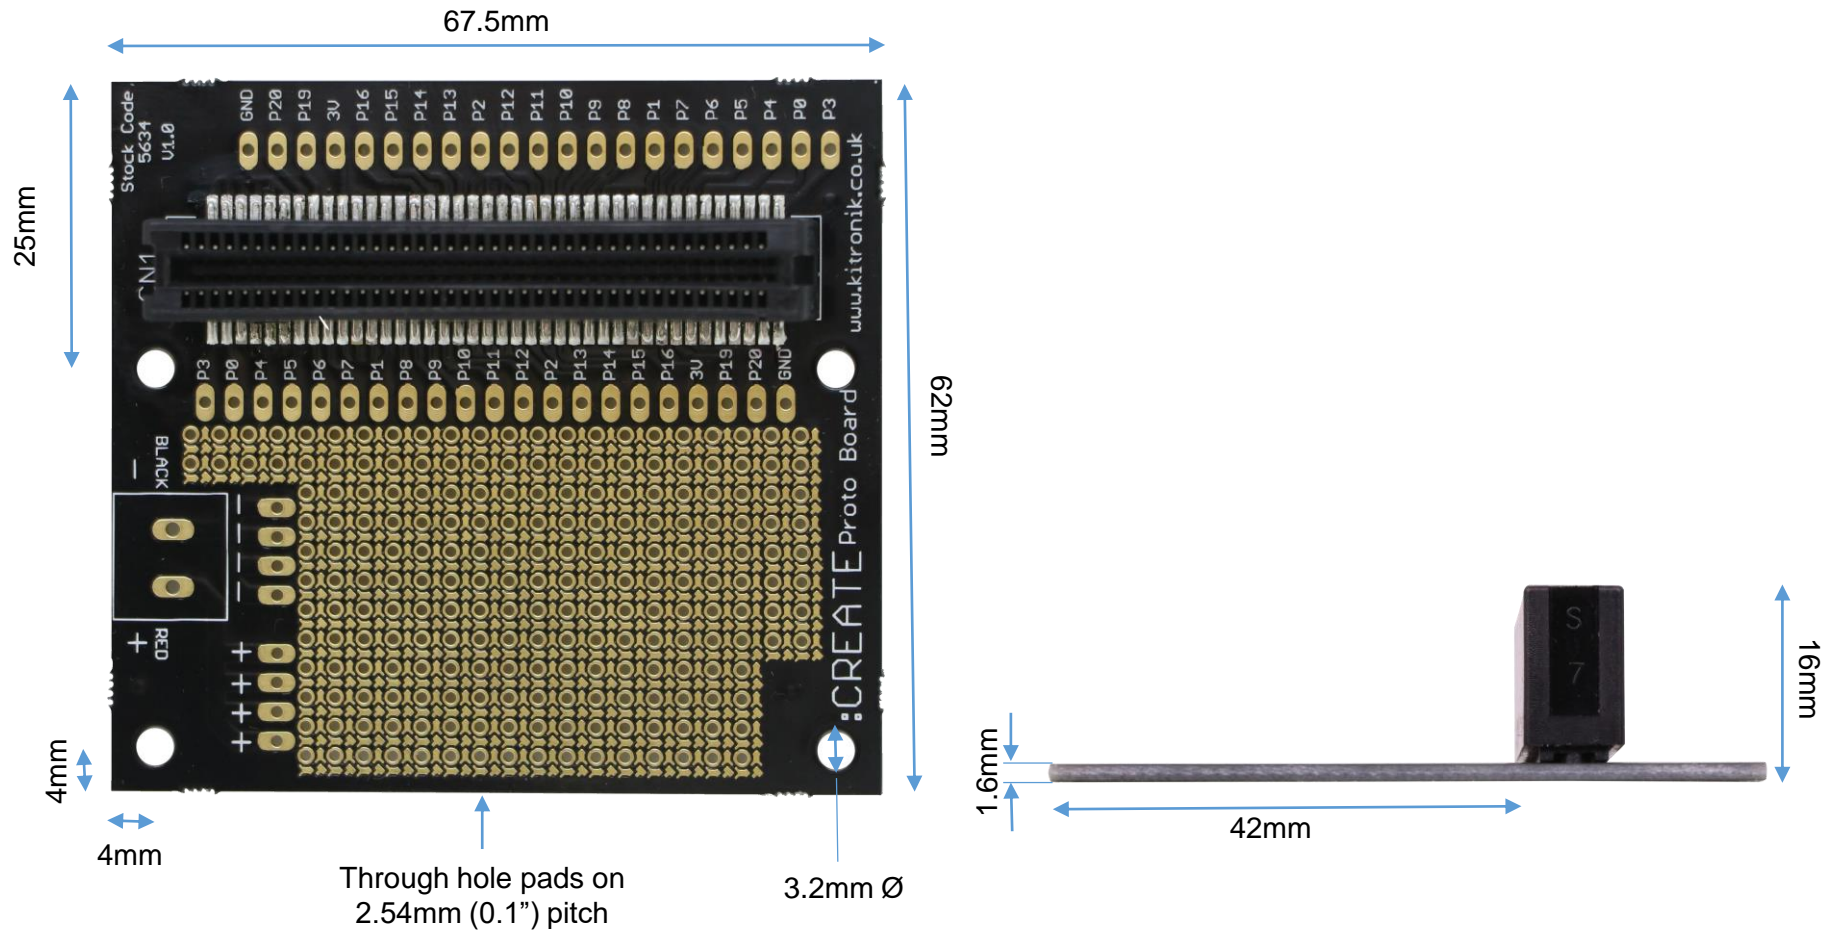 67.5mm
Stock Code
5634
V1.0
GND P20 P19 3V P16 P15 P14 P13 P2 P12 P11 P10 P9 P8 P1 P7 P6 P5 P4 P0 P3
www.kitronik.co.uk
25mm
CN1
P3 P0 P4 P5 P6 P7 P1 P8 P9 P10 P11 P12 P2 P13 P14 P15 P16 3V P19 P20 GND
62mm
- BLACK
+ RED
- - - -
+ + + +
:CREATE Proto Board
S
7
16mm
1.6mm
42mm
4mm
4mm
Through hole pads on
2.54mm (0.1”) pitch
3.2mm Ø